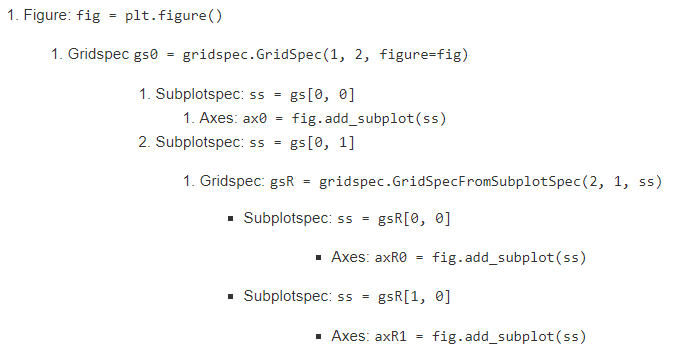 1. Figure: fig = plt.figure()
1. Gridspec gs0 = gridspec.GridSpec(1, 2, figure=fig)
1. Subplotspec: ss = gs[0, 0]
1. Axes: ax0 = fig.add_subplot(ss)
2. Subplotspec: ss = gs[0, 1]
1. Gridspec: gsR = gridspec.GridSpecFromSubplotSpec(2, 1, ss)
▪ Subplotspec: ss = gsR[0, 0]
▪ Axes: axR0 = fig.add_subplot(ss)
▪ Subplotspec: ss = gsR[1, 0]
▪ Axes: axR1 = fig.add_subplot(ss)